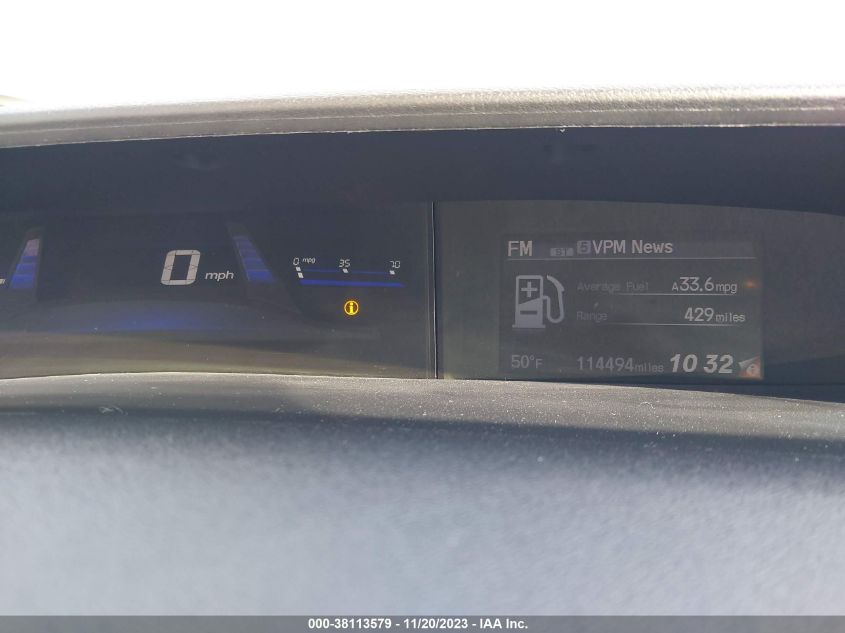 0 mph
0 mpg 35 70
i
FM ST 6 VPM News
Average Fuel A33.6mpg
Range 429miles
50°F 114494miles 10 32
000-38113579 - 11/20/2023 - IAA Inc.